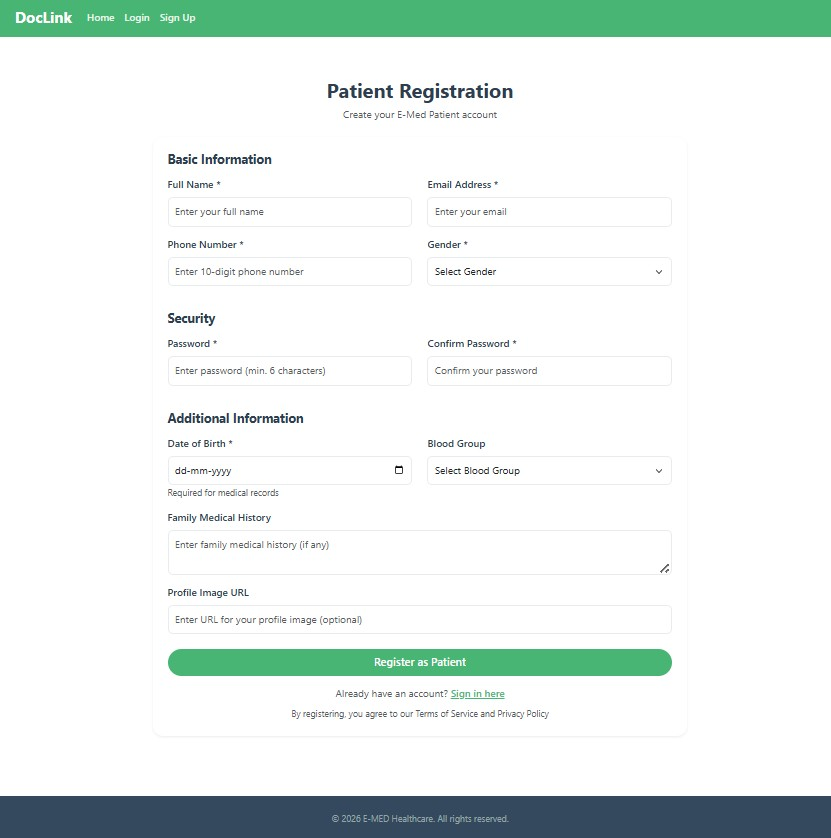 DocLink Home Login Sign Up
Patient Registration
Create your E-Med Patient account
Basic Information
Full Name * Email Address *
Enter your full name Enter your email
Phone Number * Gender *
Enter 10-digit phone number Select Gender
Security
Password * Confirm Password *
Enter password (min. 6 characters) Confirm your password
Additional Information
Date of Birth * Blood Group
dd-mm-yyyy Select Blood Group
Required for medical records
Family Medical History
Enter family medical history (if any)
Profile Image URL
Enter URL for your profile image (optional)
Register as Patient
Already have an account? Sign in here
By registering, you agree to our Terms of Service and Privacy Policy
© 2026 E-MED Healthcare. All rights reserved.